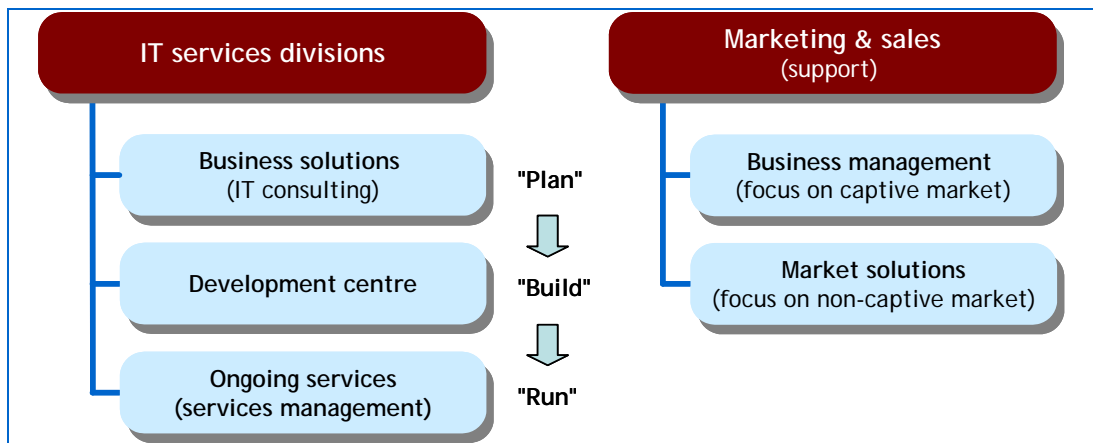 IT services divisions
Business solutions
(IT consulting)
"Plan"
Development centre
"Build"
Ongoing services
(services management)
"Run"
Marketing & sales
(support)
Business management
(focus on captive market)
Market solutions
(focus on non-captive market)